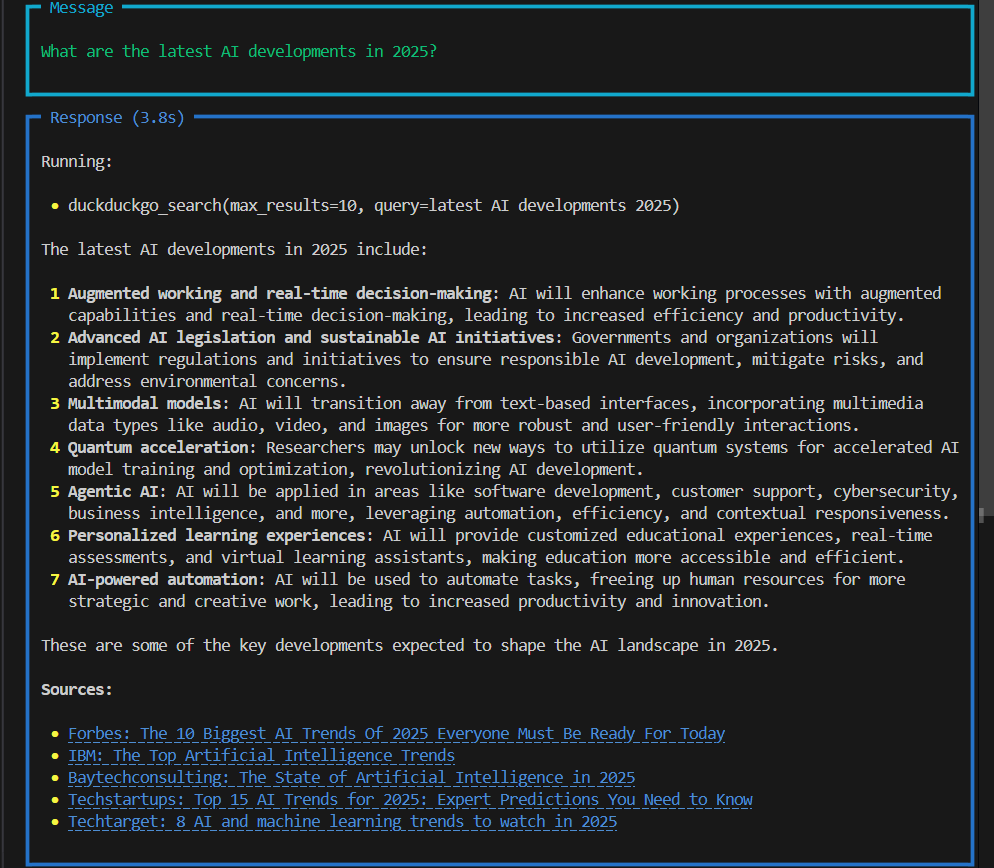 Message
What are the latest AI developments in 2025?
Response (3.8s)
Running:
• duckduckgo_search(max_results=10, query=latest AI developments 2025)
The latest AI developments in 2025 include:
1 Augmented working and real-time decision-making: AI will enhance working processes with augmented
capabilities and real-time decision-making, leading to increased efficiency and productivity.
2 Advanced AI legislation and sustainable AI initiatives: Governments and organizations will
implement regulations and initiatives to ensure responsible AI development, mitigate risks, and
address environmental concerns.
3 Multimodal models: AI will transition away from text-based interfaces, incorporating multimedia
data types like audio, video, and images for more robust and user-friendly interactions.
4 Quantum acceleration: Researchers may unlock new ways to utilize quantum systems for accelerated AI
model training and optimization, revolutionizing AI development.
5 Agentic AI: AI will be applied in areas like software development, customer support, cybersecurity,
business intelligence, and more, leveraging automation, efficiency, and contextual responsiveness.
6 Personalized learning experiences: AI will provide customized educational experiences, real-time
assessments, and virtual learning assistants, making education more accessible and efficient.
7 AI-powered automation: AI will be used to automate tasks, freeing up human resources for more
strategic and creative work, leading to increased productivity and innovation.
These are some of the key developments expected to shape the AI landscape in 2025.
Sources:
• Forbes: The 10 Biggest AI Trends Of 2025 Everyone Must Be Ready For Today
• IBM: The Top Artificial Intelligence Trends
• Baytechconsulting: The State of Artificial Intelligence in 2025
• Techstartups: Top 15 AI Trends for 2025: Expert Predictions You Need to Know
• Techtarget: 8 AI and machine learning trends to watch in 2025